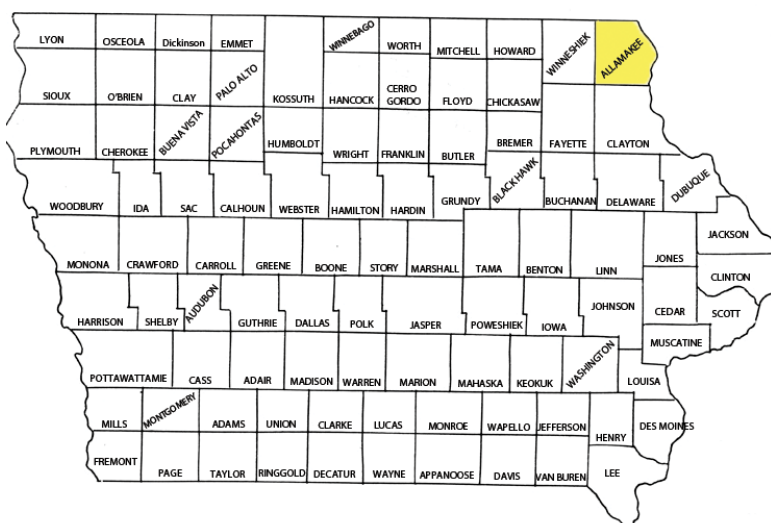 LYON OSCEOLA Dickinson EMMET WINNEBAGO WORTH MITCHELL HOWARD WINNESHIEK ALLAMAKEE
SIOUX O'BRIEN CLAY PALO ALTO KOSSUTH HANCOCK CERRO GORDO FLOYD CHICKASAW
PLYMOUTH CHEROKEE BUENA VISTA POCAHONTAS HUMBOLDT WRIGHT FRANKLIN BUTLER BREMER FAYETTE CLAYTON
WOODBURY IDA SAC CALHOUN WEBSTER HAMILTON HARDIN GRUNDY BLACK HAWK BUCHANAN DELAWARE DUBUQUE
MONONA CRAWFORD CARROLL GREENE BOONE STORY MARSHALL TAMA BENTON LINN JONES JACKSON
CLINTON
HARRISON SHELBY AUDUBON GUTHRIE DALLAS POLK JASPER POWESHIEK IOWA JOHNSON CEDAR SCOTT
MUSCATINE
POTTAWATTAMIE CASS ADAIR MADISON WARREN MARION MAHASKA KEOKUK WASHINGTON LOUISA
MILLS MONTGOMERY ADAMS UNION CLARKE LUCAS MONROE WAPELLO JEFFERSON HENRY DES MOINES
FREMONT PAGE TAYLOR RINGGOLD DECATUR WAYNE APPANOOSE DAVIS VAN BUREN LEE